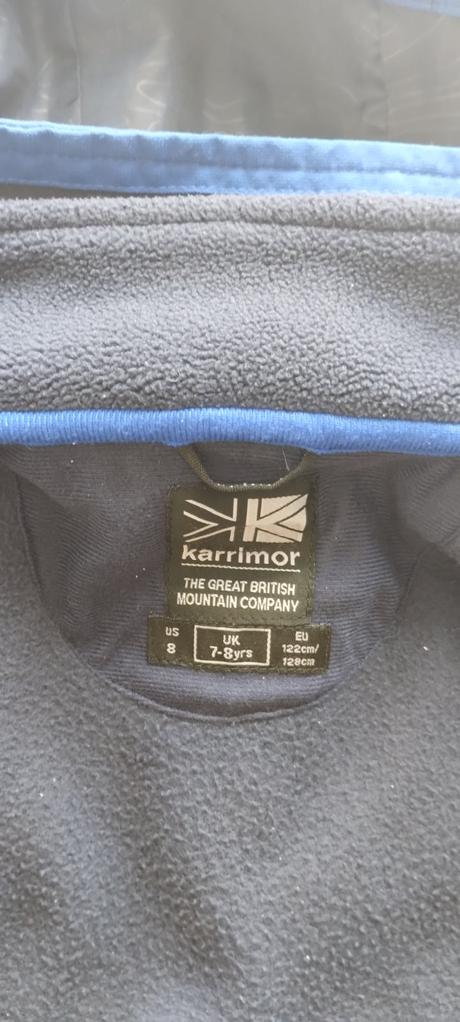 karrimor
THE GREAT BRITISH
MOUNTAIN COMPANY
US
8
UK
7-8yrs
EU
122cm/
128cm